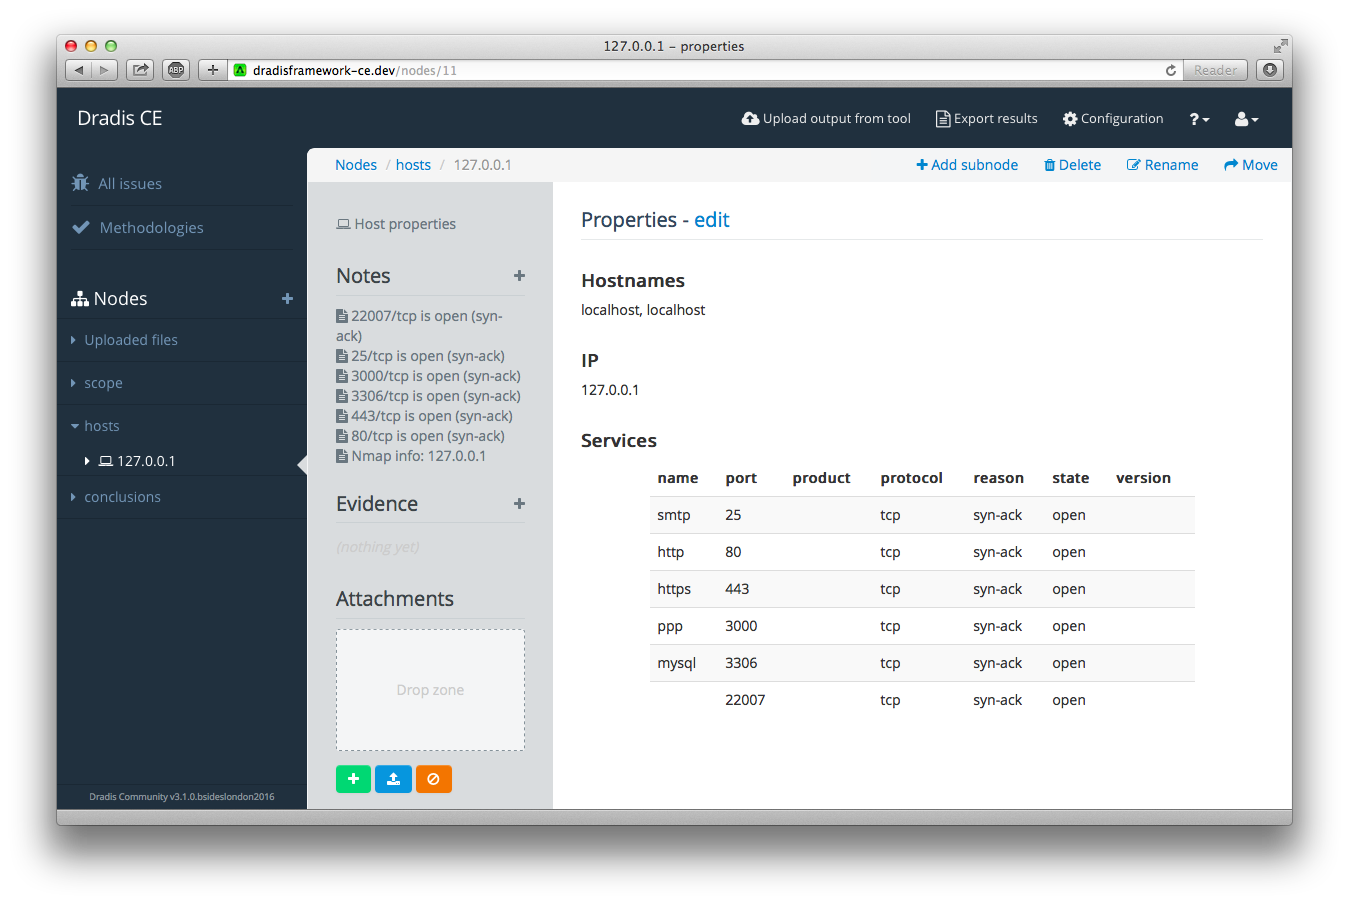 127.0.0.1 – properties
ABP
dradisframework-ce.dev/nodes/11
Reader
Dradis CE
Upload output from tool
Export results
Configuration
?
All issues
Methodologies
Nodes
Uploaded files
scope
hosts
127.0.0.1
conclusions
Dradis Community v3.1.0.bsideslondon2016
Nodes / hosts / 127.0.0.1
Add subnode
Delete
Rename
Move
Host properties
Notes
22007/tcp is open (syn-
ack)
25/tcp is open (syn-ack)
3000/tcp is open (syn-ack)
3306/tcp is open (syn-ack)
443/tcp is open (syn-ack)
80/tcp is open (syn-ack)
Nmap info: 127.0.0.1
Evidence
(nothing yet)
Attachments
Drop zone
Properties - edit
Hostnames
localhost, localhost
IP
127.0.0.1
Services
name port product protocol reason state version
smtp 25 tcp syn-ack open
http 80 tcp syn-ack open
https 443 tcp syn-ack open
ppp 3000 tcp syn-ack open
mysql 3306 tcp syn-ack open
22007 tcp syn-ack open